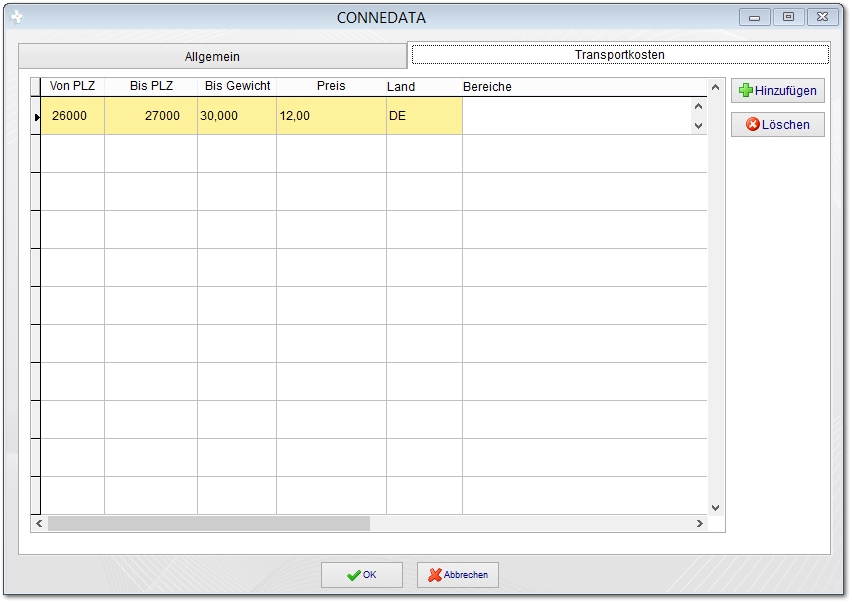 CONNEDATA
Allgemein
Transportkosten
Von PLZ Bis PLZ Bis Gewicht Preis Land Bereiche
26000 27000 30,000 12,00 DE
Hinzufügen
Löschen
OK Abbrechen